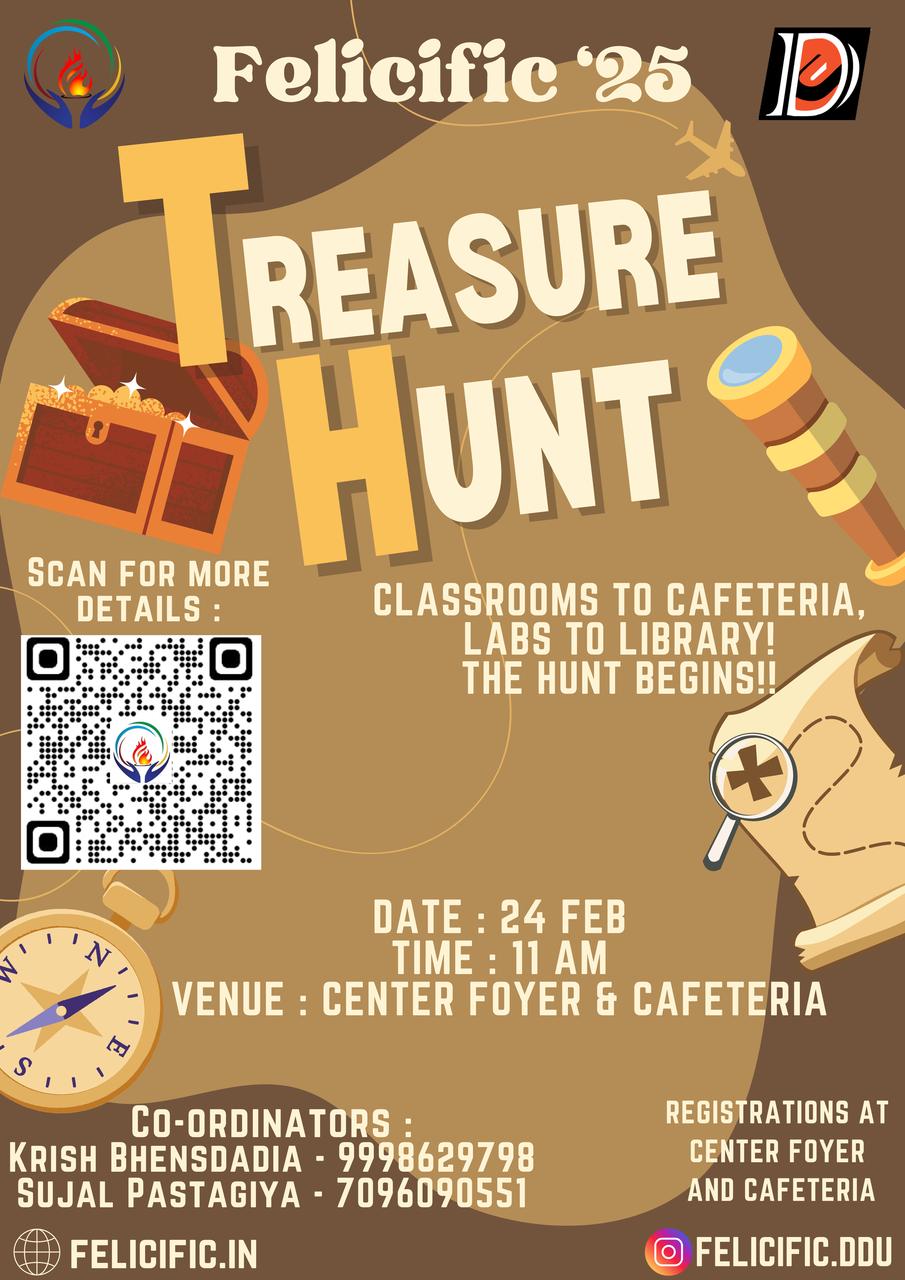 Felicific ‘25
TREASURE
HUNT
SCAN FOR MORE
DETAILS :
CLASSROOMS TO CAFETERIA,
LABS TO LIBRARY!
THE HUNT BEGINS!!
N
W
E
S
DATE : 24 FEB
TIME : 11 AM
VENUE : CENTER FOYER & CAFETERIA
CO-ORDINATORS :
KRISH BHENSDADIA - 9998629798
SUJAL PASTAGIYA - 7096090551
REGISTRATIONS AT
CENTER FOYER
AND CAFETERIA
FELICIFIC.IN
FELICIFIC.DDU